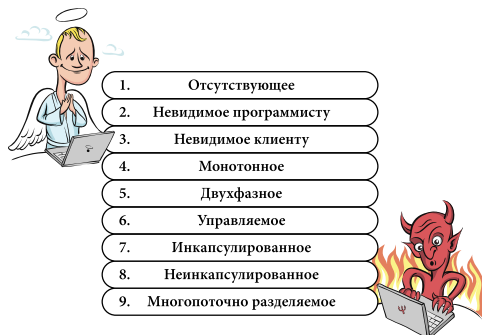 1. Отсутствующее
2. Невидимое программисту
3. Невидимое клиенту
4. Монотонное
5. Двухфазное
6. Управляемое
7. Инкапсулированное
8. Неинкапсулированное
9. Многопоточно разделяемое